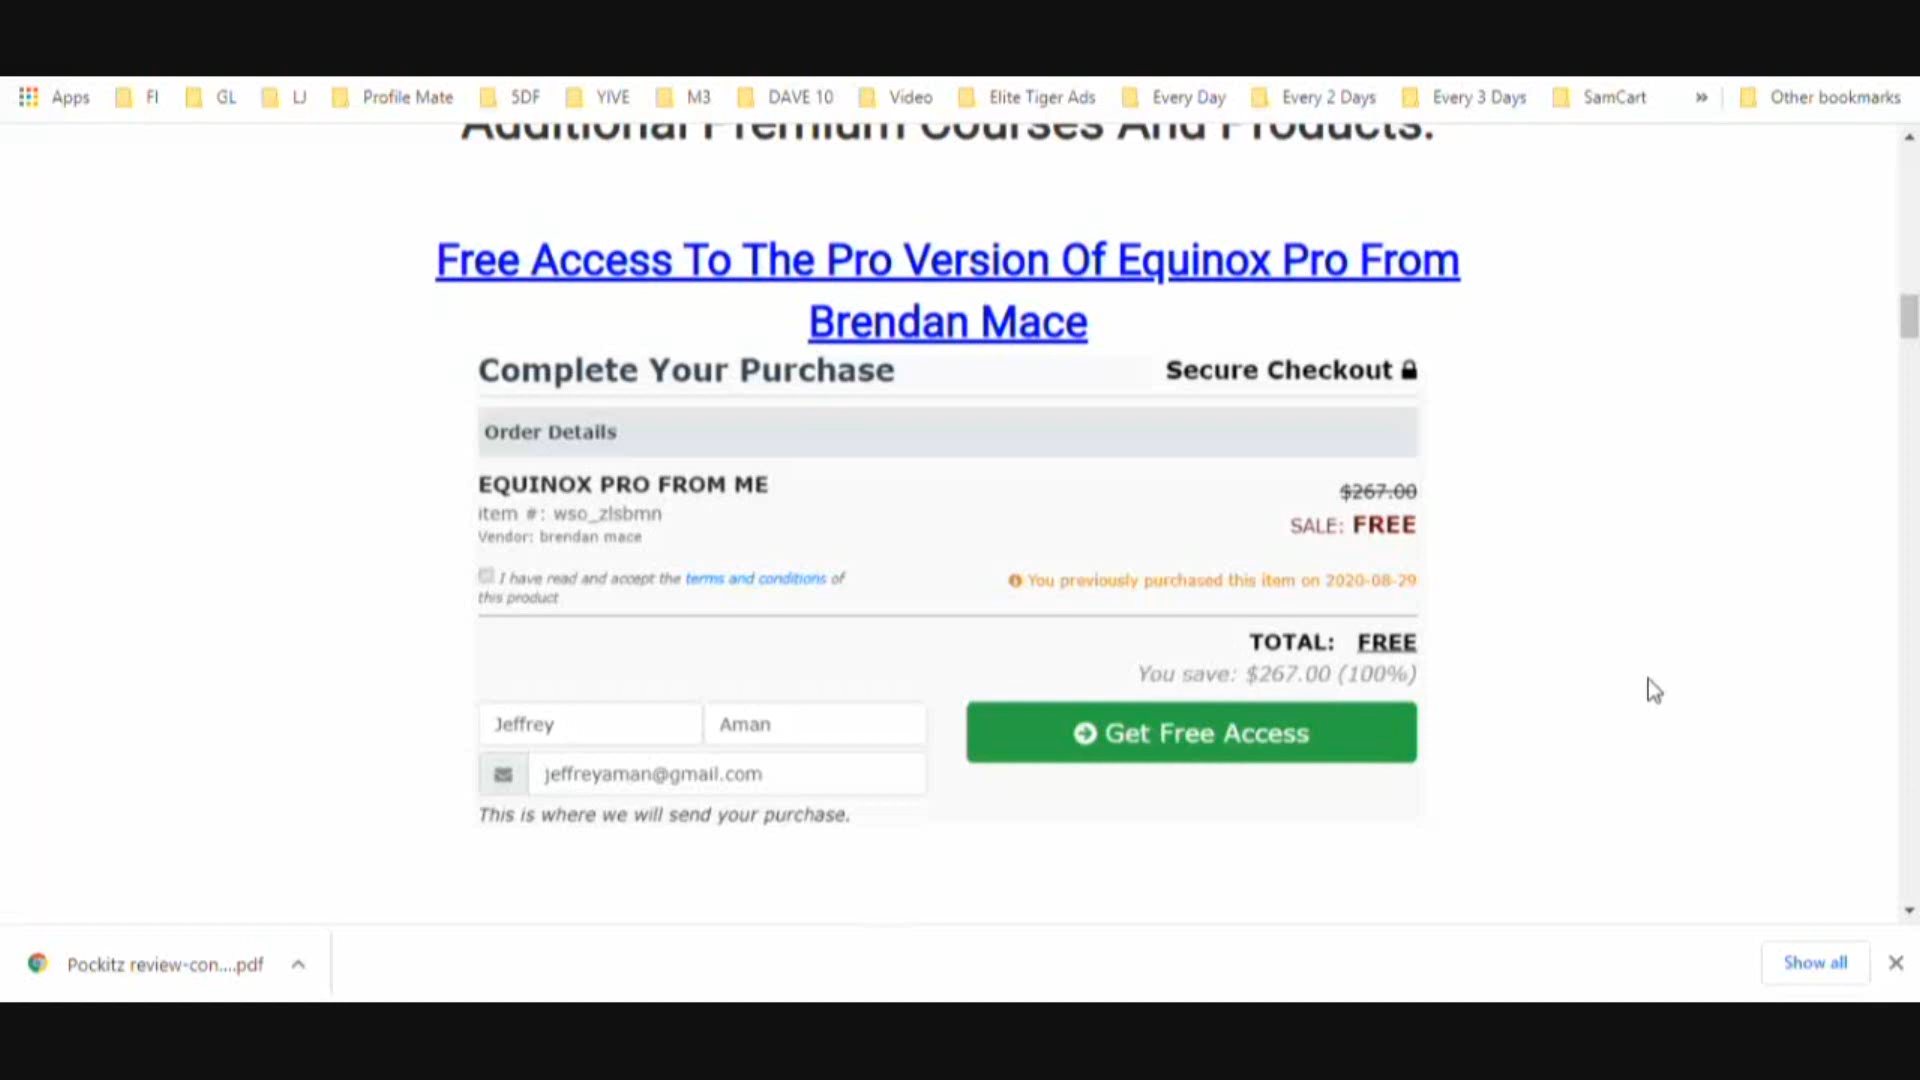 Apps FI GL LJ Profile Mate 5DF YIVE M3 DAVE 10 Video Elite Tiger Ads Every Day Every 2 Days Every 3 Days SamCart » Other bookmarks
Additional Premium Courses And Products.
Free Access To The Pro Version Of Equinox Pro From
Brendan Mace
Complete Your Purchase Secure Checkout
Order Details
EQUINOX PRO FROM ME $267.00
item #: wso_zlsbmn SALE: FREE
Vendor: brendan mace
I have read and accept the terms and conditions of You previously purchased this item on 2020-08-29
this product
TOTAL: FREE
You save: $267.00 (100%)
Jeffrey Aman Get Free Access
jeffreyaman@gmail.com
This is where we will send your purchase.
Pockitz review-con....pdf Show all